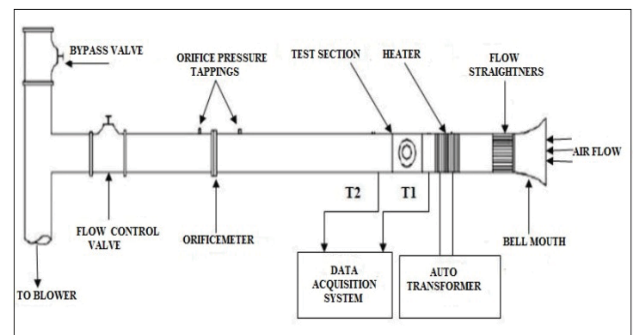 BYPASS VALVE
ORIFICE PRESSURE
TAPPINGS
TEST SECTION
HEATER
FLOW
STRAIGHTNERS
AIR FLOW
T2
T1
FLOW CONTROL
VALVE
ORIFICEMETER
BELL MOUTH
DATA
ACQUISITION
SYSTEM
AUTO
TRANSFORMER
TO BLOWER